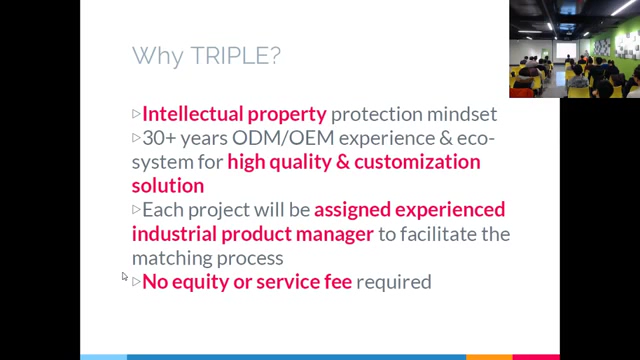 Why TRIPLE?
▷Intellectual property protection mindset
▷30+ years ODM/OEM experience & eco-
system for high quality & customization
solution
▷Each project will be assigned experienced
industrial product manager to facilitate the
matching process
▷No equity or service fee required